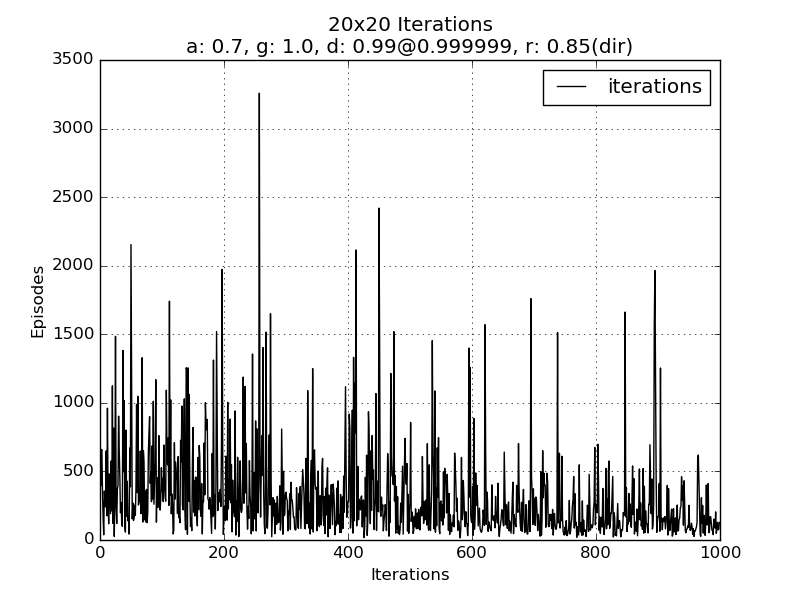 20x20 Iterations
a: 0.7, g: 1.0, d: 0.99@0.999999, r: 0.85(dir)
iterations
3500
3000
2500
2000
1500
1000
500
0
Episodes
0 200 400 600 800 1000
Iterations